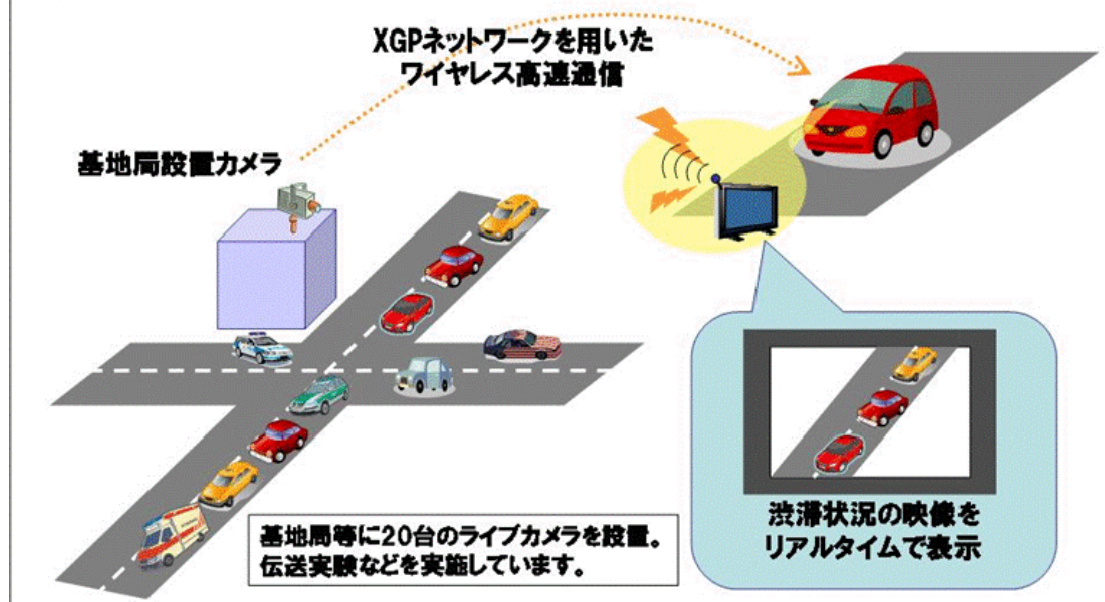 XGPネットワークを用いた
ワイヤレス高速通信
基地局設置カメラ
渋滞状況の映像を
リアルタイムで表示
基地局等に20台のライブカメラを設置。
伝送実験などを実施しています。